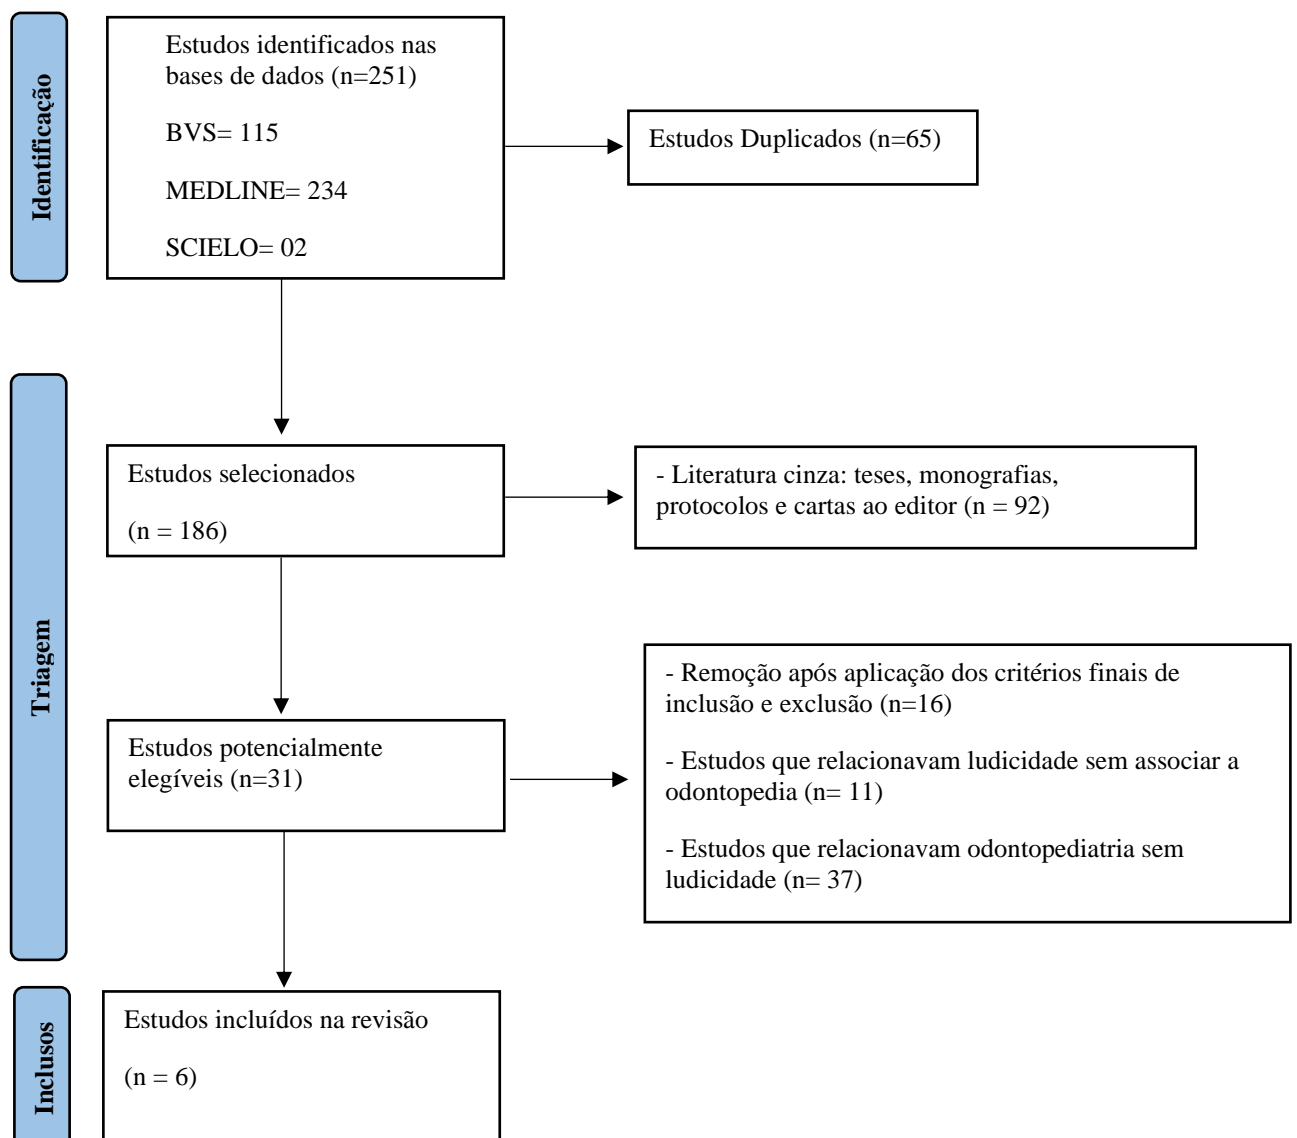 Identificação
Estudos identificados nas
bases de dados (n=251)
BVS= 115
MEDLINE= 234
SCIELO= 02
Estudos Duplicados (n=65)
Triagem
Estudos selecionados
(n = 186)
- Literatura cinza: teses, monografias,
protocolos e cartas ao editor (n = 92)
Estudos potencialmente
elegíveis (n=31)
- Remoção após aplicação dos critérios finais de
inclusão e exclusão (n=16)
- Estudos que relacionavam ludicidade sem associar a
odontopedia (n= 11)
- Estudos que relacionavam odontopediatria sem
ludicidade (n= 37)
Inclusos
Estudos incluídos na revisão
(n = 6)